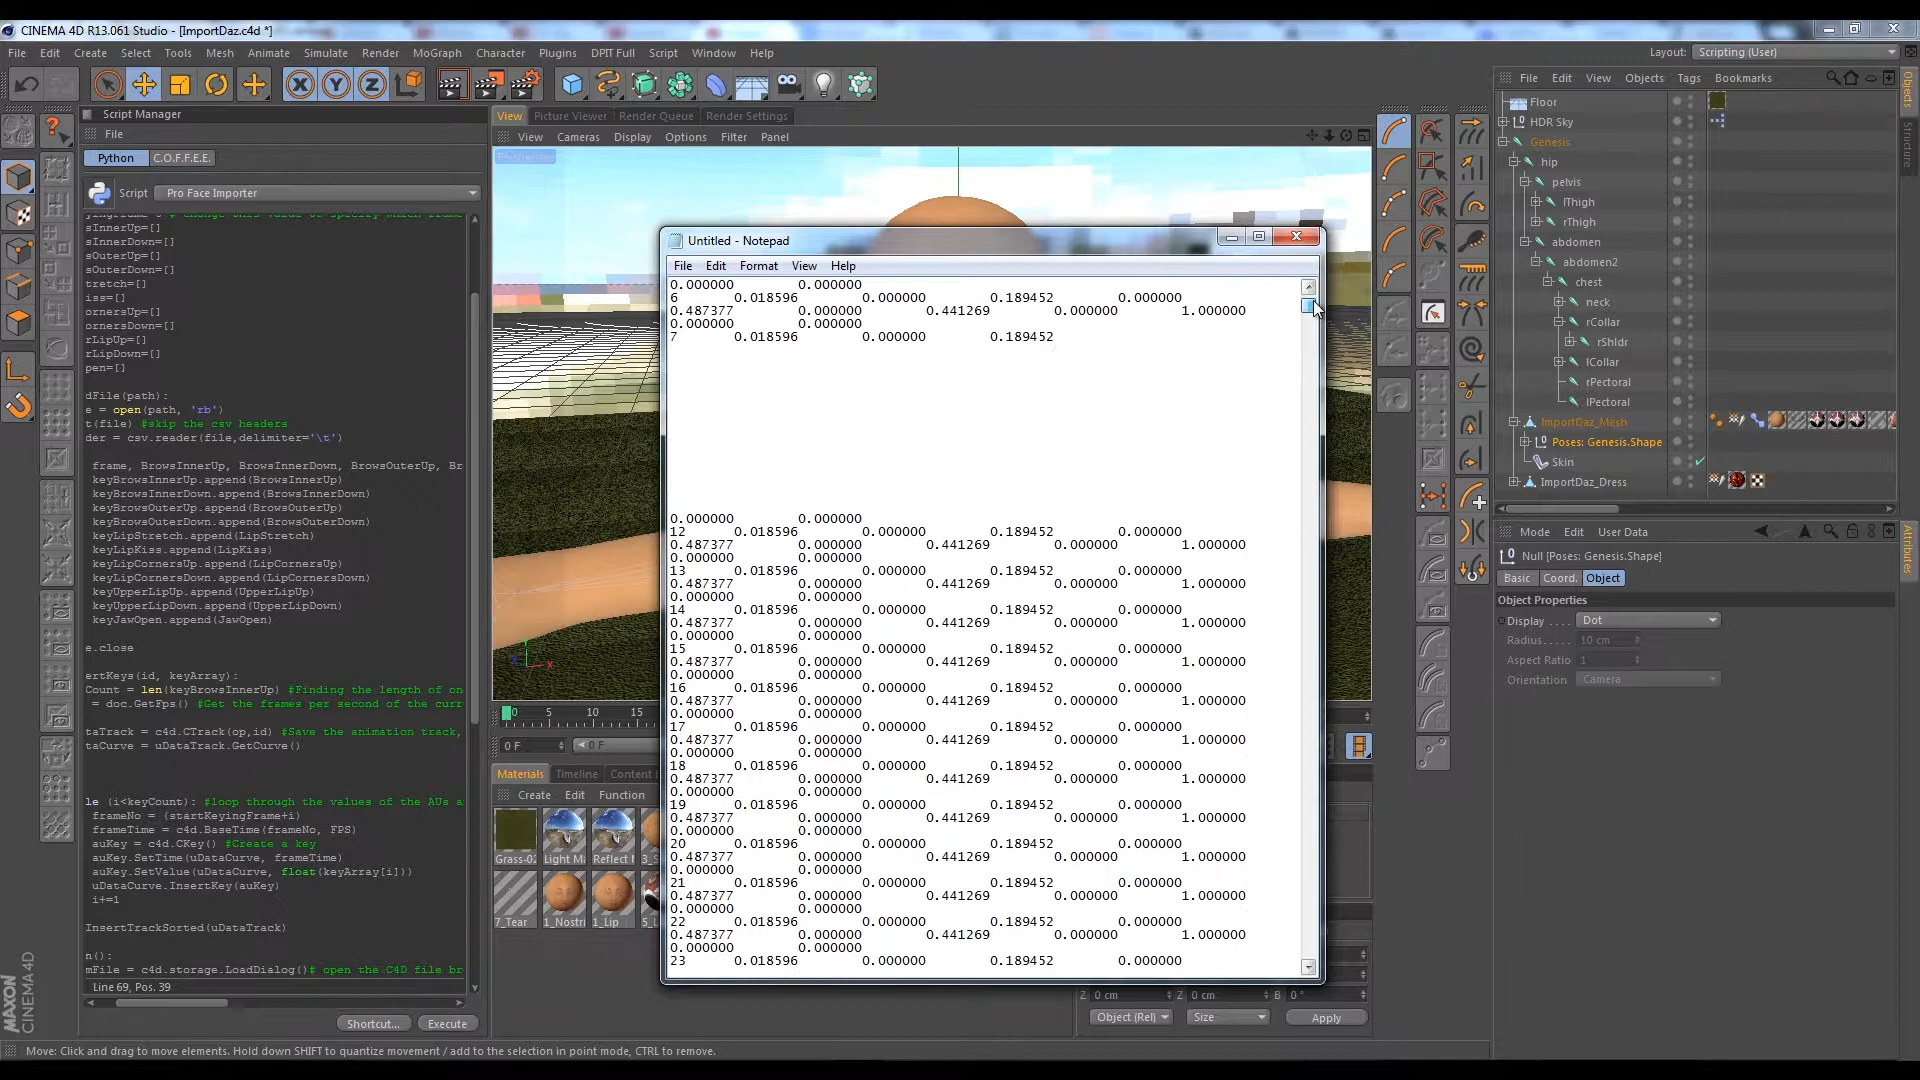 CINEMA 4D R13.061 Studio - [ImportDaz.c4d *]
File Edit Create Select Tools Mesh Animate Simulate Render MoGraph Character Plugins DPIT Full Script Window Help
Layout: Scripting (User)
Script Manager
File
Python C.O.F.F.E.E.
Script Pro Face Importer
sInnerUp=[]
sInnerDown=[]
sOuterUp=[]
sOuterDown=[]
tretch=[]
iss=[]
ornersUp=[]
ornersDown=[]
rLipUp=[]
rLipDown=[]
pen=[]
dFile(path):
e = open(path, 'rb')
t(file) #skip the csv headers
der = csv.reader(file,delimiter='\t')
frame, BrowsInnerUp, BrowsInnerDown, BrowsOuterUp, Br
keyBrowsInnerUp.append(BrowsInnerUp)
keyBrowsInnerDown.append(BrowsInnerDown)
keyBrowsOuterUp.append(BrowsOuterUp)
keyBrowsOuterDown.append(BrowsOuterDown)
keyLipStretch.append(LipStretch)
keyLipKiss.append(LipKiss)
keyLipCornersUp.append(LipCornersUp)
keyLipCornersDown.append(LipCornersDown)
keyUpperLipUp.append(UpperLipUp)
keyUpperLipDown.append(UpperLipDown)
keyJawOpen.append(JawOpen)
e.close
ertKeys(id, keyArray):
Count = len(keyBrowsInnerUp) #Finding the length of on
= doc.GetFps() #Get the frames per second of the curr
taTrack = c4d.CTrack(op,id) #Save the animation track,
taCurve = uDataTrack.GetCurve()
le (i<keyCount): #loop through the values of the AUs a
frameNo = (startKeyingFrame+i)
frameTime = c4d.BaseTime(frameNo, FPS)
auKey = c4d.CKey() #Create a key
auKey.SetTime(uDataCurve, frameTime)
auKey.SetValue(uDataCurve, float(keyArray[i]))
uDataCurve.InsertKey(auKey)
i+=1
InsertTrackSorted(uDataTrack)
n():
mFile = c4d.storage.LoadDialog()# open the C4D file br
Line 69, Pos. 39
Shortcut... Execute
View Picture Viewer Render Queue Render Settings
View Cameras Display Options Filter Panel
Untitled - Notepad
File Edit Format View Help
0.000000 0.000000
6 0.018596 0.000000 0.189452 0.000000
0.487377 0.000000 0.441269 0.000000 1.000000
0.000000 0.000000
7 0.018596 0.000000 0.189452
0.000000 0.000000
12 0.018596 0.000000 0.189452 0.000000
0.487377 0.000000 0.441269 0.000000 1.000000
0.000000 0.000000
13 0.018596 0.000000 0.189452 0.000000
0.487377 0.000000 0.441269 0.000000 1.000000
0.000000 0.000000
14 0.018596 0.000000 0.189452 0.000000
0.487377 0.000000 0.441269 0.000000 1.000000
0.000000 0.000000
15 0.018596 0.000000 0.189452 0.000000
0.487377 0.000000 0.441269 0.000000 1.000000
0.000000 0.000000
16 0.018596 0.000000 0.189452 0.000000
0.487377 0.000000 0.441269 0.000000 1.000000
0.000000 0.000000
17 0.018596 0.000000 0.189452 0.000000
0.487377 0.000000 0.441269 0.000000 1.000000
0.000000 0.000000
18 0.018596 0.000000 0.189452 0.000000
0.487377 0.000000 0.441269 0.000000 1.000000
0.000000 0.000000
19 0.018596 0.000000 0.189452 0.000000
0.487377 0.000000 0.441269 0.000000 1.000000
0.000000 0.000000
20 0.018596 0.000000 0.189452 0.000000
0.487377 0.000000 0.441269 0.000000 1.000000
0.000000 0.000000
21 0.018596 0.000000 0.189452 0.000000
0.487377 0.000000 0.441269 0.000000 1.000000
0.000000 0.000000
22 0.018596 0.000000 0.189452 0.000000
0.487377 0.000000 0.441269 0.000000 1.000000
0.000000 0.000000
23 0.018596 0.000000 0.189452 0.000000
0 5 10 15
0 F 0 F
Materials Timeline Content
Create Edit Function
Grass-02 Light M Reflect
7_Tear 1_Nostri 1_Lip
Z 0 cm Z 0 cm B 0 °
Object (Rel) Size Apply
File Edit View Objects Tags Bookmarks
Floor
HDR Sky
Genesis
hip
pelvis
lThigh
rThigh
abdomen
abdomen2
chest
neck
rCollar
rShldr
lCollar
rPectoral
lPectoral
ImportDaz_Mesh
Poses: Genesis.Shape
Skin
ImportDaz_Dress
Objects
Structure
Mode Edit User Data
Null [Poses: Genesis.Shape]
Basic Coord. Object
Object Properties
Display .... Dot
Radius..... 10 cm
Aspect Ratio 1
Orientation Camera
Attributes
MAXON
CINEMA 4D
Move: Click and drag to move elements. Hold down SHIFT to quantize movement / add to the selection in point mode, CTRL to remove.